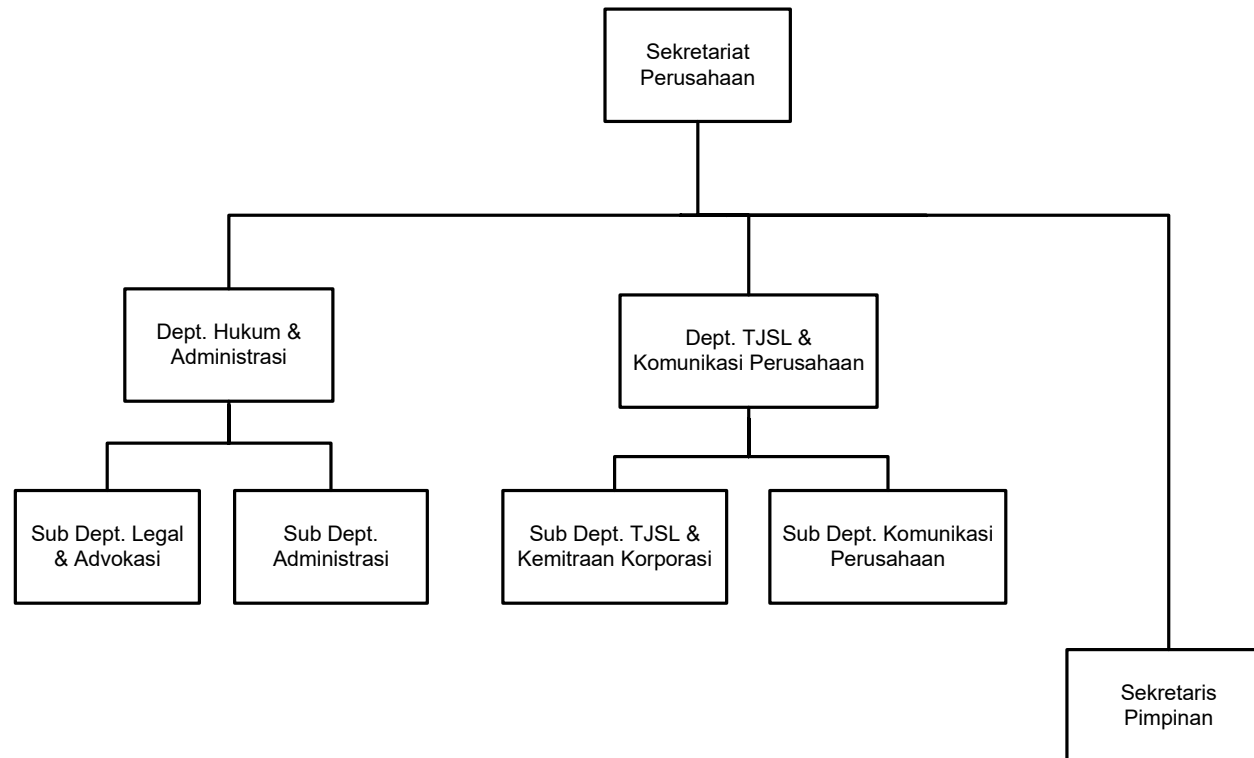 Sekretariat
Perusahaan
Dept. Hukum &
Administrasi
Dept. TJSL &
Komunikasi Perusahaan
Sub Dept. Legal
& Advokasi
Sub Dept.
Administrasi
Sub Dept. TJSL &
Kemitraan Korporasi
Sub Dept. Komunikasi
Perusahaan
Sekretaris
Pimpinan